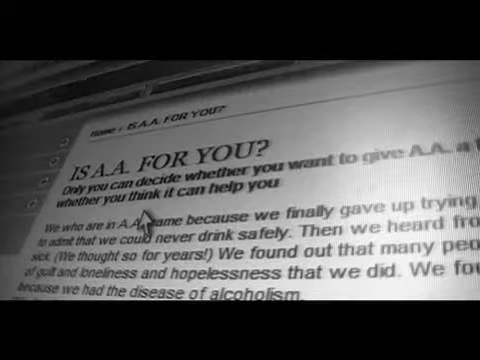 Home › IS A.A. FOR YOU?
IS A.A. FOR YOU?
Only you can decide whether you want to give A.A. a
whether you think it can help you
We who are in A.A. came because we finally gave up trying
to admit that we could never drink safely. Then we heard
sick. (We thought so for years!) We found out that many
of guilt and loneliness and hopelessness that we did. We
because we had the disease of alcoholism.